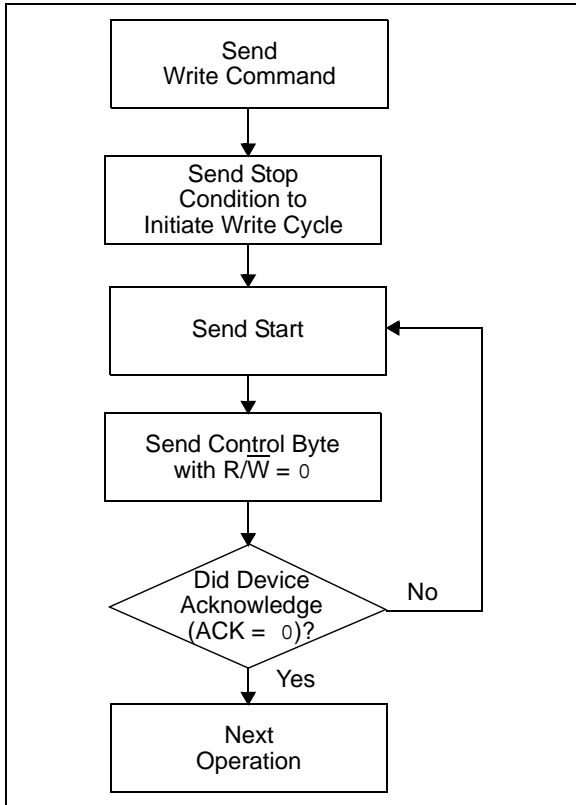 Send
Write Command
Send Stop
Condition to
Initiate Write Cycle
Send Start
Send Control Byte
with R/W̅ = 0
Did Device
Acknowledge
(ACK = 0)?
No
Yes
Next
Operation